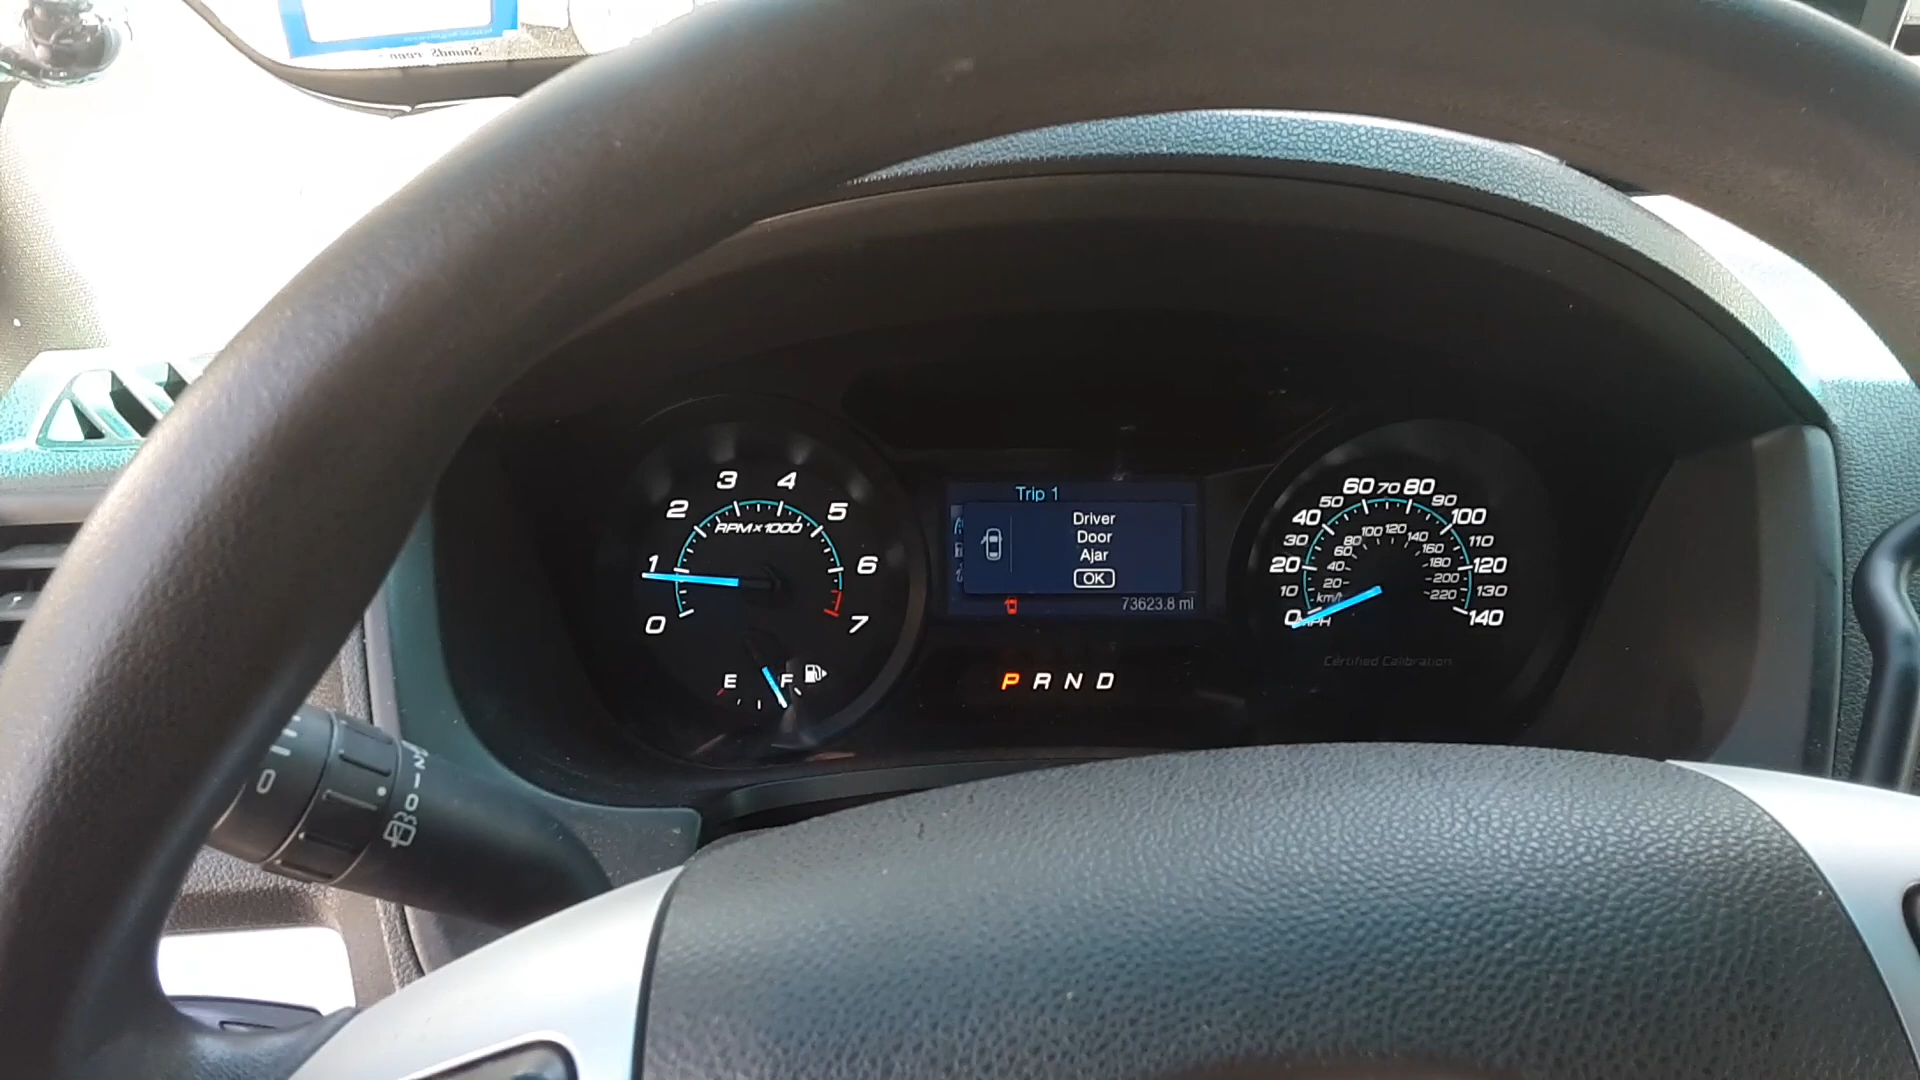 3 4
2 5
RPMx1000
1 6
0 7
E F
Trip 1
Driver
Door
Ajar
OK
73623.8 mi
P R N D
60 70 80
50 90
40 100
30 110
20 120
10 130
0 140
100 120
80 140
60 160
40 180
20 200
220
km/h
MPH
Certified Calibration